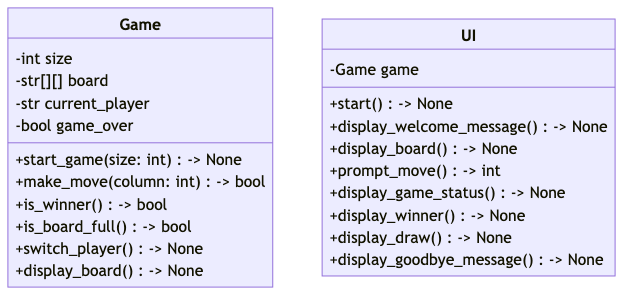 Game
-int size
-str[][] board
-str current_player
-bool game_over
+start_game(size: int) : -> None
+make_move(column: int) : -> bool
+is_winner() : -> bool
+is_board_full() : -> bool
+switch_player() : -> None
+display_board() : -> None
UI
-Game game
+start() : -> None
+display_welcome_message() : -> None
+display_board() : -> None
+prompt_move() : -> int
+display_game_status() : -> None
+display_winner() : -> None
+display_draw() : -> None
+display_goodbye_message() : -> None